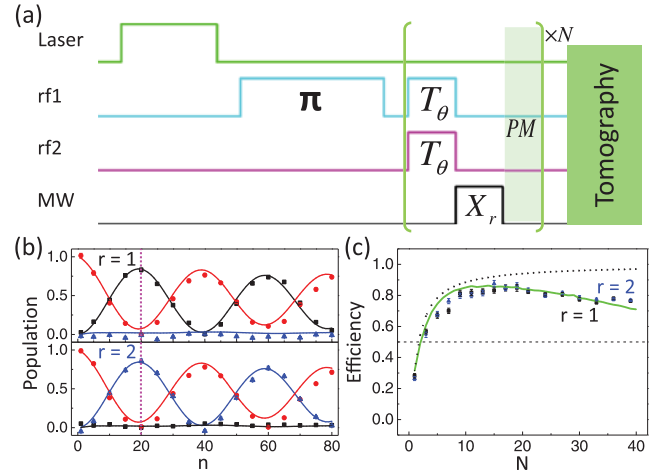 (a)
Laser
rf1
rf2
MW
π
T_θ
T_θ
X_r
PM
×N
Tomography
(b)
Population
1.0
0.5
0.0
r = 1
1.0
0.5
0.0
r = 2
0 20 40 60 80
n
(c)
Efficiency
1.0
0.8
0.6
0.4
0.2
0.0
r = 2
r = 1
0 10 20 30 40
N